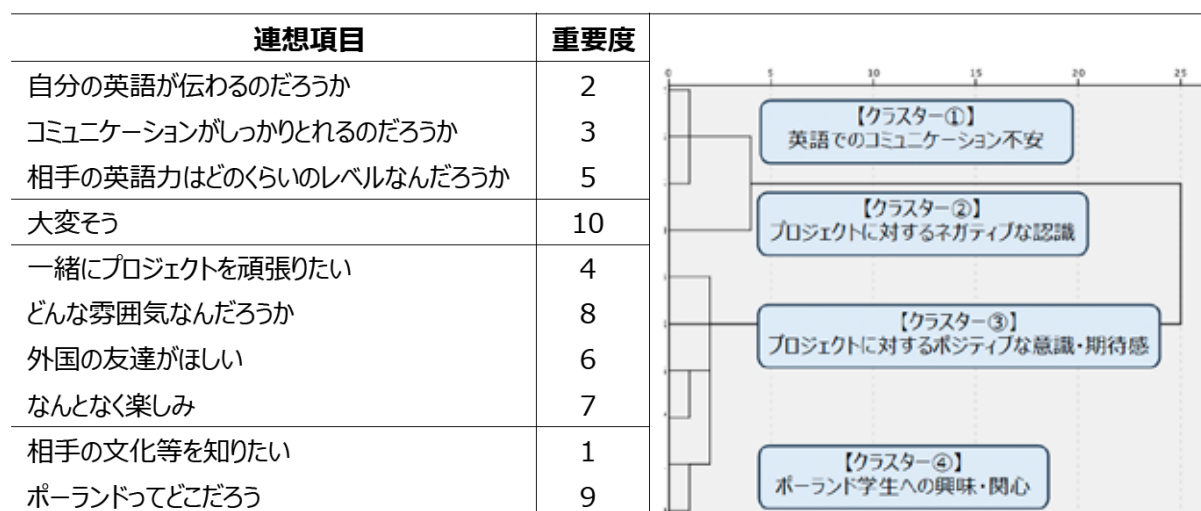 連想項目 重要度
自分の英語が伝わるのだろうか 2
コミュニケーションがしっかりとれるのだろうか 3
相手の英語力はどのくらいのレベルなんだろうか 5
大変そう 10
一緒にプロジェクトを頑張りたい 4
どんな雰囲気なんだろうか 8
外国の友達がほしい 6
なんとなく楽しみ 7
相手の文化等を知りたい 1
ポーランドってどこだろう 9
0 5 10 15 20 25
【クラスター①】
英語でのコミュニケーション不安
【クラスター②】
プロジェクトに対するネガティブな認識
【クラスター③】
プロジェクトに対するポジティブな意識・期待感
【クラスター④】
ポーランド学生への興味・関心